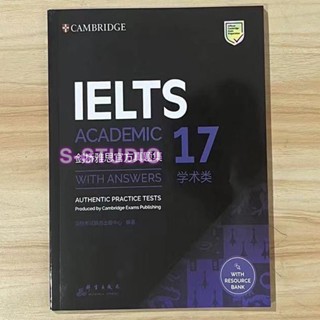 CAMBRIDGE
IELTS
ACADEMIC
17
S-STUDIO
剑桥雅思官方真题集
WITH ANSWERS
学术类
AUTHENTIC PRACTICE TESTS
Produced by Cambridge Exams Publishing
WITH
RESOURCE
BANK